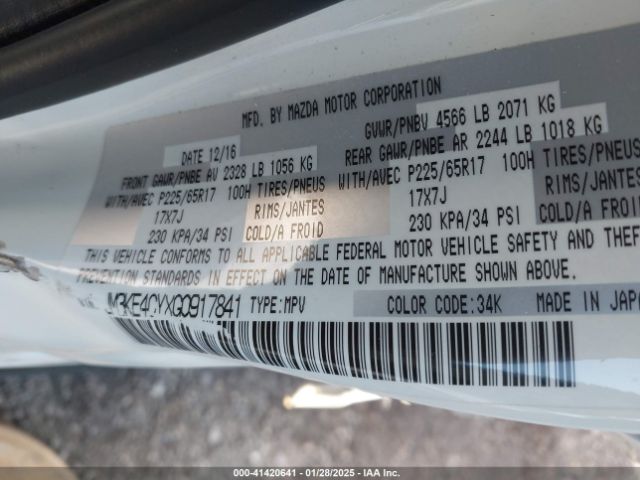 MFD. BY MAZDA MOTOR CORPORATION
DATE 12/16 GVWR/PNBV 4566 LB 2071 KG
FRONT GAWR/PNBE AV 2328 LB 1056 KG REAR GAWR/PNBE AR 2244 LB 1018 KG
WITH/AVEC P225/65R17 100H TIRES/PNEUS WITH/AVEC P225/65R17 100H TIRES/PNEUS
17X7J RIMS/JANTES 17X7J RIMS/JANTES
230 KPA/34 PSI COLD/A FROID 230 KPA/34 PSI COLD/A FROID
THIS VEHICLE CONFORMS TO ALL APPLICABLE FEDERAL MOTOR VEHICLE SAFETY AND THEFT
PREVENTION STANDARDS IN EFFECT ON THE DATE OF MANUFACTURE SHOWN ABOVE.
JM3KE4CYXG0917841 TYPE:MPV COLOR CODE:34K MADE IN JAPA
000-41420641 - 01/28/2025 - IAA Inc.